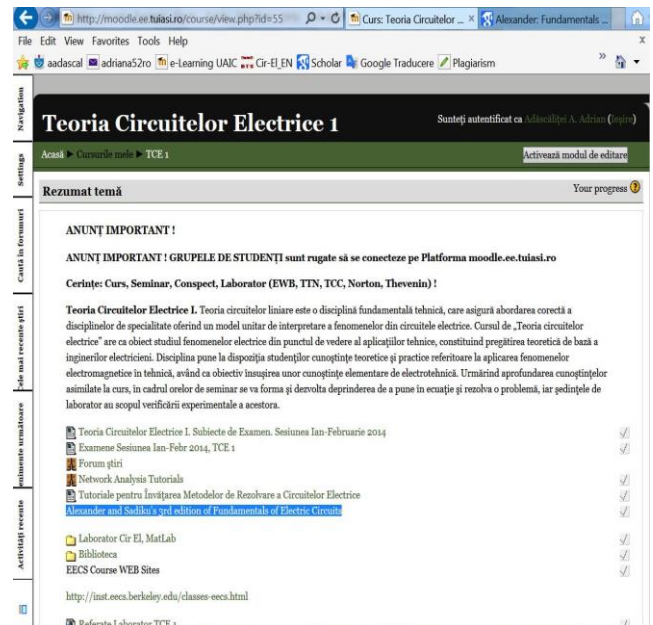 http://moodle.ee.tuiasi.ro/course/view.php?id=55
Curs: Teoria Circuitelor ... ×
Alexander: Fundamentals ...
File Edit View Favorites Tools Help
x
aadascal adriana52ro e-Learning UAIC Cir-El_EN Scholar Google Traducere Plagiarism »
Navigation
Settings
Caută în forumuri
Cele mai recente știri
enimente următoare
Activități recente
Teoria Circuitelor Electrice 1
Sunteți autentificat ca Adăscăliței A. Adrian (Ieșire)
Acasă ► Cursurile mele ► TCE 1
Activează modul de editare
Rezumat temă
Your progress
ANUNȚ IMPORTANT !
ANUNȚ IMPORTANT ! GRUPELE DE STUDENȚI sunt rugate să se conecteze pe Platforma moodle.ee.tuiasi.ro
Cerințe: Curs, Seminar, Conspect, Laborator (EWB, TTN, TCC, Norton, Thevenin) !
Teoria Circuitelor Electrice I. Teoria circuitelor liniare este o disciplină fundamentală tehnică, care asigură abordarea corectă a
disciplinelor de specialitate oferind un model unitar de interpretare a fenomenelor din circuitele electrice. Cursul de „Teoria circuitelor
electrice" are ca obiect studiul fenomenelor electrice din punctul de vedere al aplicațiilor tehnice, constituind pregătirea teoretică de bază a
inginerilor electricieni. Disciplina pune la dispoziția studenților cunoștințe teoretice și practice referitoare la aplicarea fenomenelor
electromagnetice in tehnică, având ca obiectiv insușirea unor cunoștințe elementare de electrotehnică. Urmărind aprofundarea cunoștințelor
asimilate la curs, in cadrul orelor de seminar se va forma și dezvolta deprinderea de a pune in ecuație și rezolva o problemă, iar ședințele de
laborator au scopul verificării experimentale a acestora.
Teoria Circuitelor Electrice I. Subiecte de Examen. Sesiunea Ian-Februarie 2014
Examene Sesiunea Ian-Febr 2014, TCE 1
Forum știri
Network Analysis Tutorials
Tutoriale pentru Învățarea Metodelor de Rezolvare a Circuitelor Electrice
Alexander and Sadiku's 3rd edition of Fundamentals of Electric Circuits
Laborator Cir El, MatLab
Biblioteca
EECS Course WEB Sites
http://inst.eecs.berkeley.edu/classes-eecs.html
Referate Laborator TCE 1